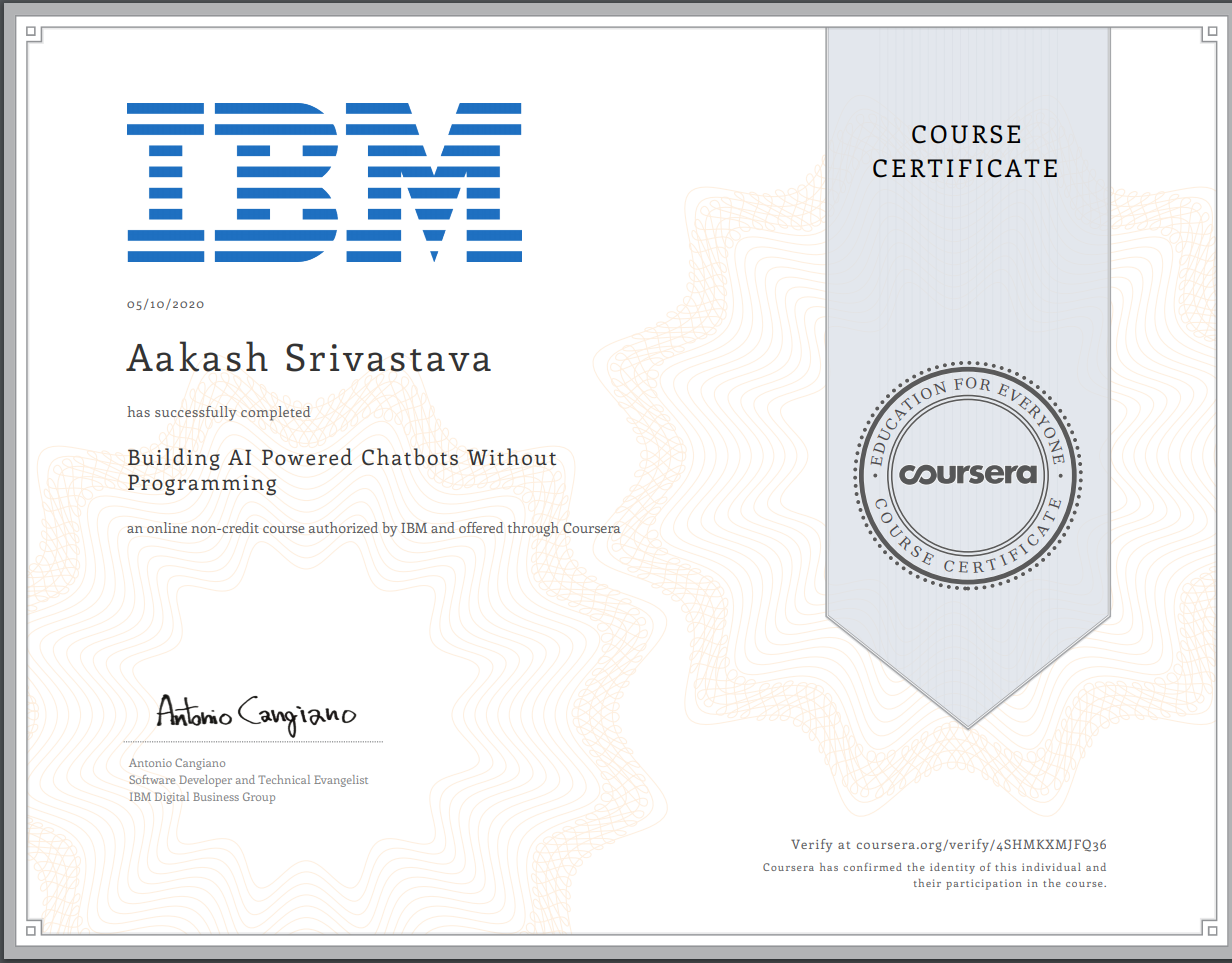 IBM
05/10/2020
Aakash Srivastava
has successfully completed
Building AI Powered Chatbots Without
Programming
an online non-credit course authorized by IBM and offered through Coursera
Antonio Cangiano
Antonio Cangiano
Software Developer and Technical Evangelist
IBM Digital Business Group
COURSE
CERTIFICATE
EDUCATION FOR EVERYONE
coursera
COURSE CERTIFICATE
Verify at coursera.org/verify/4SHMKXMJFQ36
Coursera has confirmed the identity of this individual and
their participation in the course.